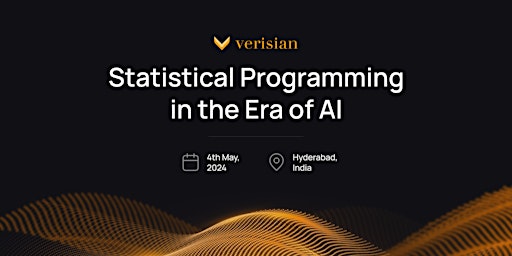 verisian
Statistical Programming
in the Era of AI
4th May,
2024
Hyderabad,
India